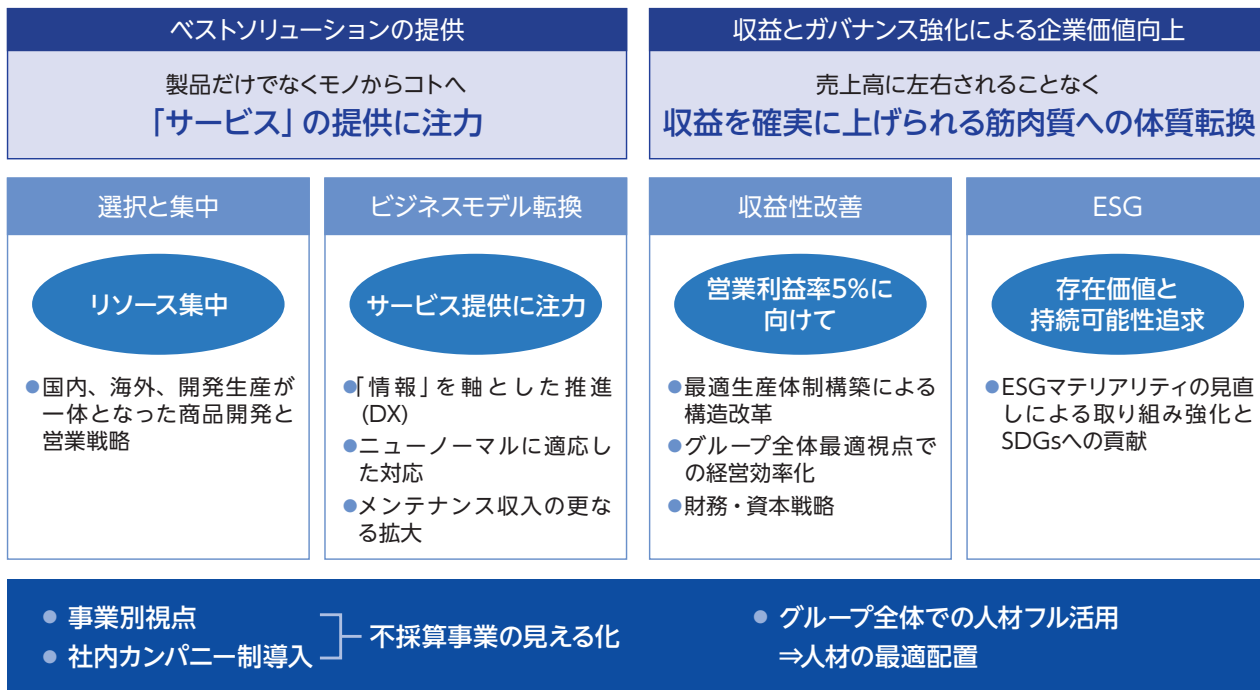 ベストソリューションの提供
製品だけでなくモノからコトへ
「サービス」の提供に注力
収益とガバナンス強化による企業価値向上
売上高に左右されることなく
収益を確実に上げられる筋肉質への体質転換
選択と集中
リソース集中
●国内、海外、開発生産が
一体となった商品開発と
営業戦略
ビジネスモデル転換
サービス提供に注力
●「情報」を軸とした推進
(DX)
●ニューノーマルに適応し
た対応
●メンテナンス収入の更な
る拡大
収益性改善
営業利益率5%に
向けて
●最適生産体制構築による
構造改革
●グループ全体最適視点で
の経営効率化
●財務・資本戦略
ESG
存在価値と
持続可能性追求
●ESGマテリアリティの見直
しによる取り組み強化と
SDGsへの貢献
● 事業別視点
● 社内カンパニー制導入
不採算事業の見える化
● グループ全体での人材フル活用
⇒人材の最適配置